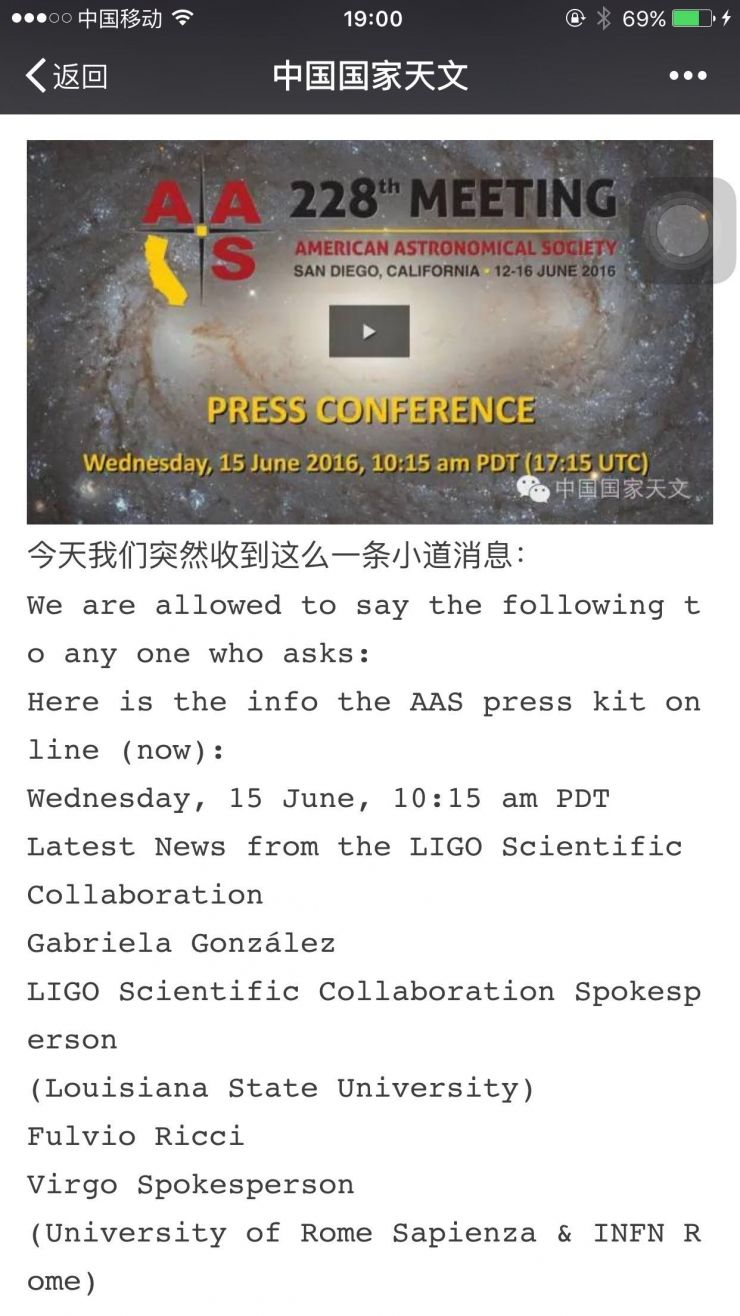 中国移动 19:00 69%
返回 中国国家天文
AAS 228th MEETING
AMERICAN ASTRONOMICAL SOCIETY
SAN DIEGO, CALIFORNIA • 12-16 JUNE 2016
PRESS CONFERENCE
Wednesday, 15 June 2016, 10:15 am PDT (17:15 UTC)
中国国家天文
今天我们突然收到这么一条小道消息：
We are allowed to say the following t
o any one who asks:
Here is the info the AAS press kit on
line (now):
Wednesday, 15 June, 10:15 am PDT
Latest News from the LIGO Scientific
Collaboration
Gabriela González
LIGO Scientific Collaboration Spokesp
erson
(Louisiana State University)
Fulvio Ricci
Virgo Spokesperson
(University of Rome Sapienza & INFN R
ome)